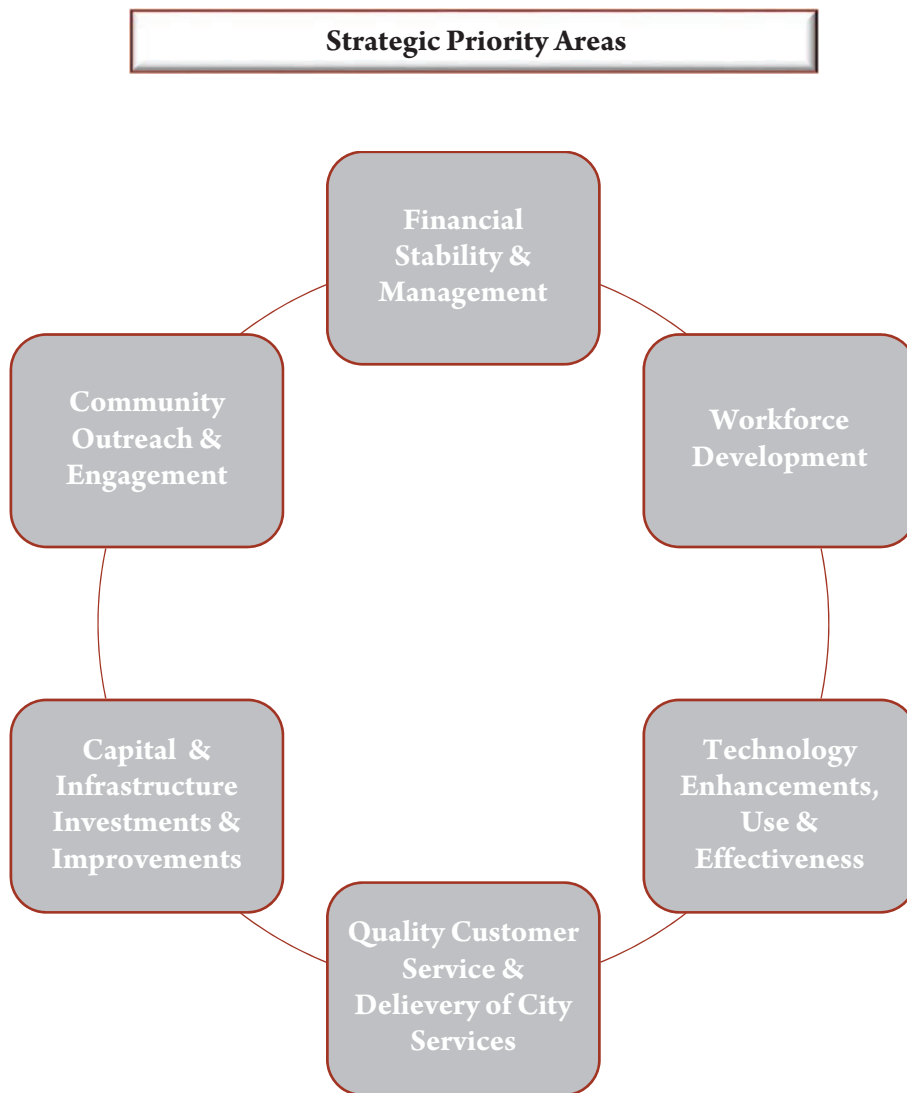 Strategic Priority Areas
Financial
Stability &
Management
Workforce
Development
Technology
Enhancements,
Use &
Effectiveness
Quality Customer
Service &
Delievery of City
Services
Capital &
Infrastructure
Investments &
Improvements
Community
Outreach &
Engagement